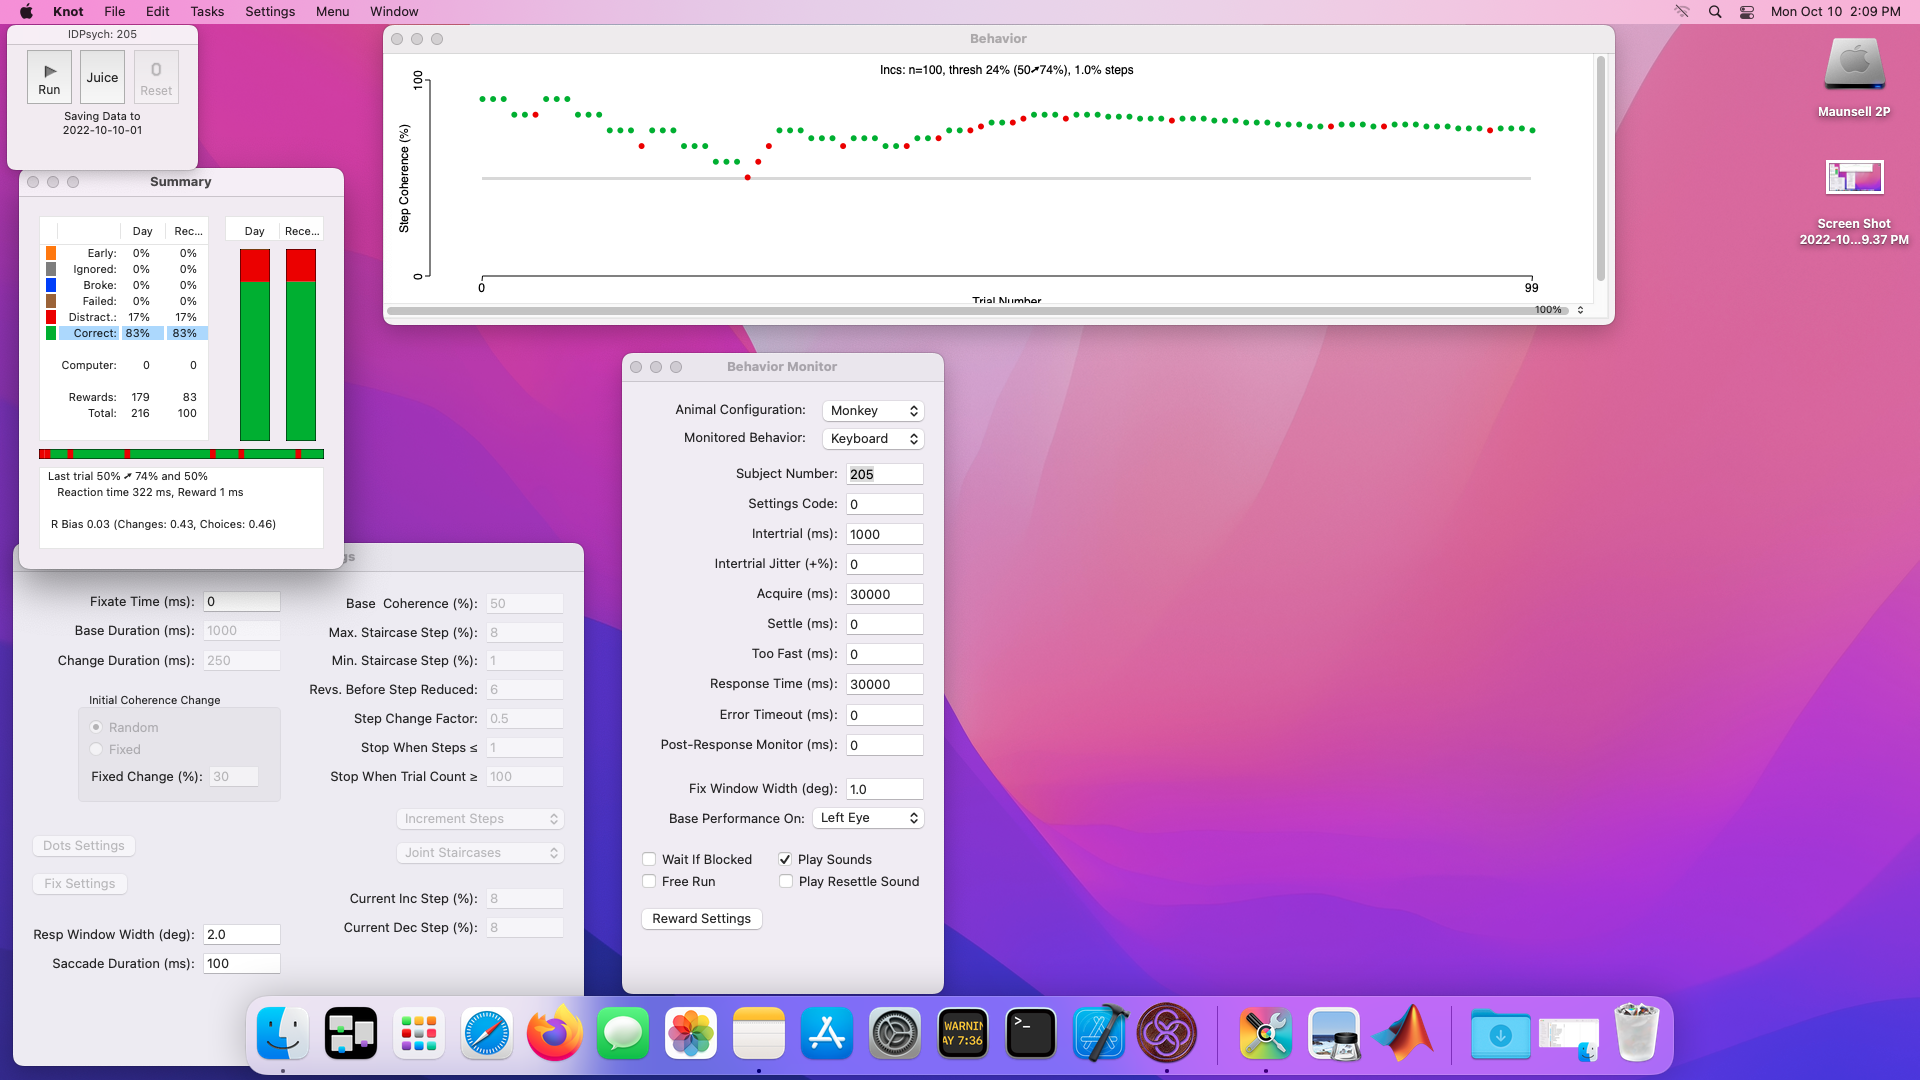 Knot File Edit Tasks Settings Menu Window
Mon Oct 10 2:09 PM
IDPsych: 205
Run
Juice
0
Reset
Saving Data to
2022-10-10-01
Summary
Day Rec...
Early: 0% 0%
Ignored: 0% 0%
Broke: 0% 0%
Failed: 0% 0%
Distract.: 17% 17%
Correct: 83% 83%
Computer: 0 0
Rewards: 179 83
Total: 216 100
Day Rece...
Last trial 50% ➚ 74% and 50%
Reaction time 322 ms, Reward 1 ms
R Bias 0.03 (Changes: 0.43, Choices: 0.46)
gs
Fixate Time (ms): 0
Base Duration (ms): 1000
Change Duration (ms): 250
Initial Coherence Change
Random
Fixed
Fixed Change (%): 30
Dots Settings
Fix Settings
Resp Window Width (deg): 2.0
Saccade Duration (ms): 100
Base Coherence (%): 50
Max. Staircase Step (%): 8
Min. Staircase Step (%): 1
Revs. Before Step Reduced: 6
Step Change Factor: 0.5
Stop When Steps ≤ 1
Stop When Trial Count ≥ 100
Increment Steps
Joint Staircases
Current Inc Step (%): 8
Current Dec Step (%): 8
Behavior
Incs: n=100, thresh 24% (50➚74%), 1.0% steps
Step Coherence (%)
100
0
0
99
Trial Number
100%
Behavior Monitor
Animal Configuration: Monkey
Monitored Behavior: Keyboard
Subject Number: 205
Settings Code: 0
Intertrial (ms): 1000
Intertrial Jitter (+%): 0
Acquire (ms): 30000
Settle (ms): 0
Too Fast (ms): 0
Response Time (ms): 30000
Error Timeout (ms): 0
Post-Response Monitor (ms): 0
Fix Window Width (deg): 1.0
Base Performance On: Left Eye
Wait If Blocked
Play Sounds
Free Run
Play Resettle Sound
Reward Settings
Maunsell 2P
Screen Shot
2022-10...9.37 PM
WARNIN
AY 7:36
>_